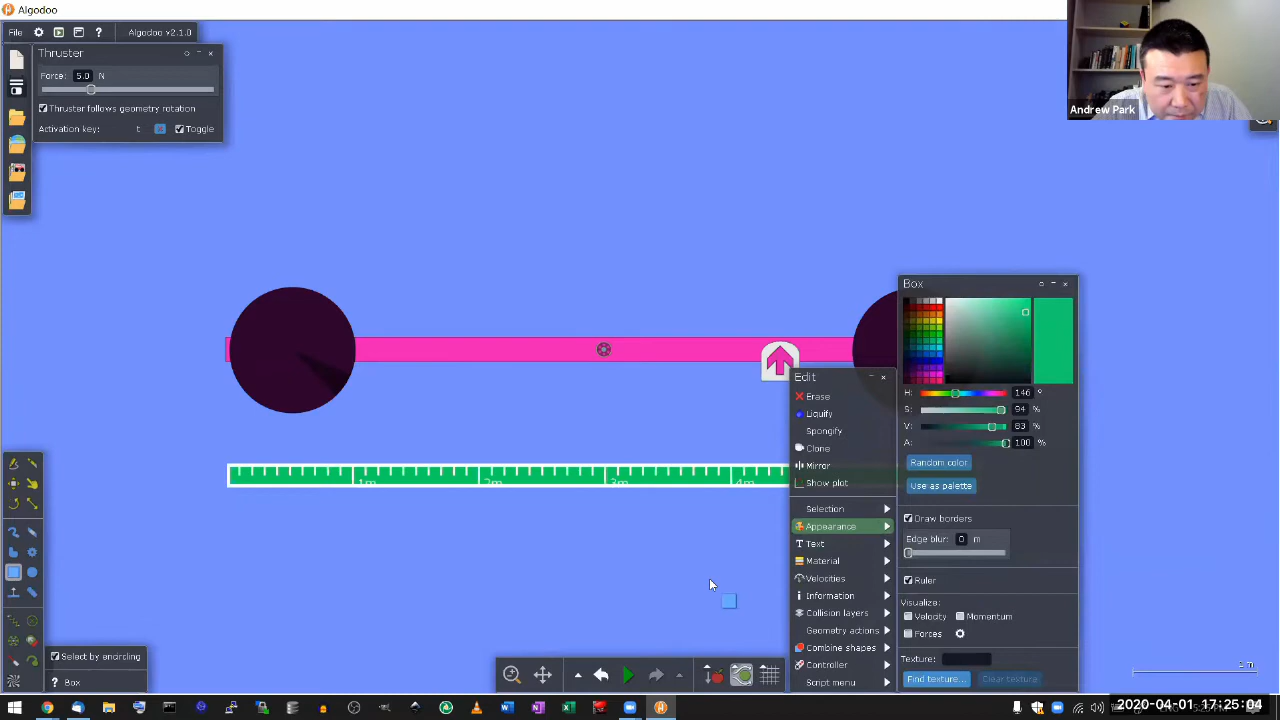 Algodoo
File ? Algodoo v2.1.0
Andrew Park
Thruster
Force: 5.0 N
Thruster follows geometry rotation
Activation key: t Toggle
Box
Edit
Erase
Liquify
Spongify
Clone
Mirror
Show plot
Selection
Appearance
Text
Material
Velocities
Information
Collision layers
Geometry actions
Combine shapes
Controller
Script menu
H: 146 °
S: 94 %
V: 83 %
A: 100 %
Random color
Use as palette
Draw borders
Edge blur: 0 m
Ruler
Visualize:
Velocity Momentum
Forces
Texture:
Find texture... Clear texture
1m 2m 3m 4m
Select by encircling
? Box
1 m
2020-04-01 17:25:04